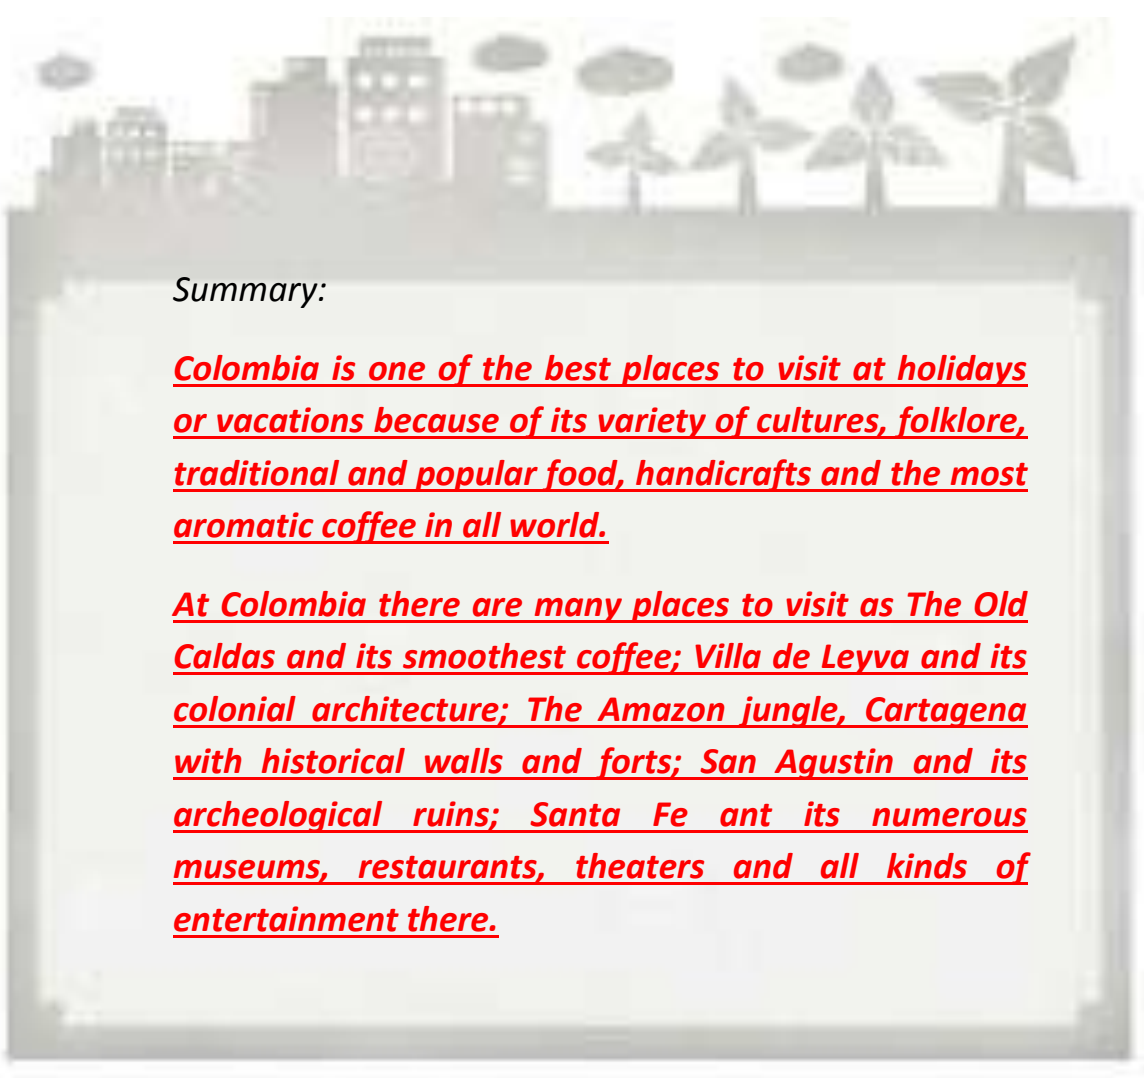 Summary:
Colombia is one of the best places to visit at holidays
or vacations because of its variety of cultures, folklore,
traditional and popular food, handicrafts and the most
aromatic coffee in all world.
At Colombia there are many places to visit as The Old
Caldas and its smoothest coffee; Villa de Leyva and its
colonial architecture; The Amazon jungle, Cartagena
with historical walls and forts; San Agustin and its
archeological ruins; Santa Fe ant its numerous
museums, restaurants, theaters and all kinds of
entertainment there.